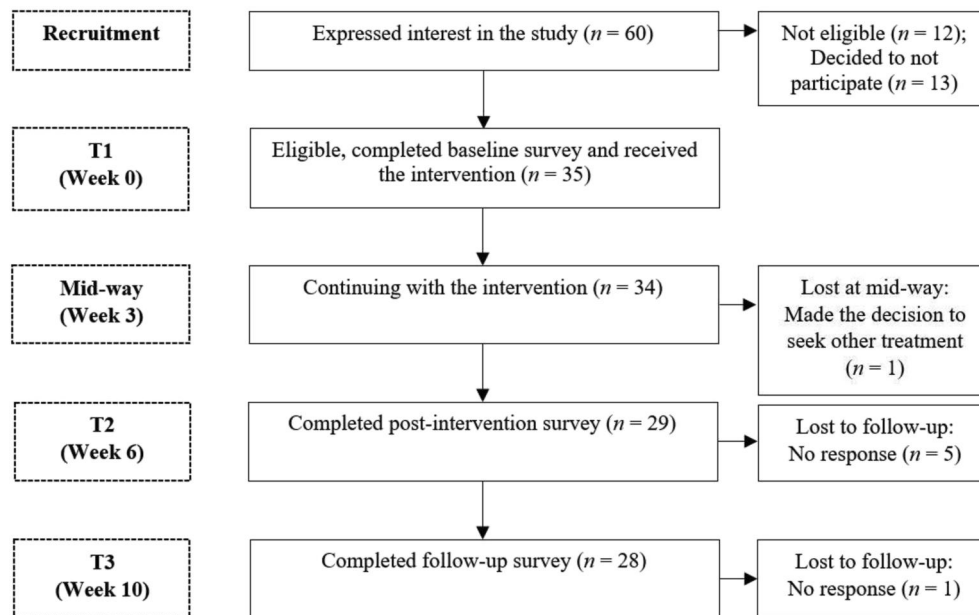 Recruitment
Expressed interest in the study (n = 60)
Not eligible (n = 12);
Decided to not
participate (n = 13)
T1
(Week 0)
Eligible, completed baseline survey and received
the intervention (n = 35)
Mid-way
(Week 3)
Continuing with the intervention (n = 34)
Lost at mid-way:
Made the decision to
seek other treatment
(n = 1)
T2
(Week 6)
Completed post-intervention survey (n = 29)
Lost to follow-up:
No response (n = 5)
T3
(Week 10)
Completed follow-up survey (n = 28)
Lost to follow-up:
No response (n = 1)